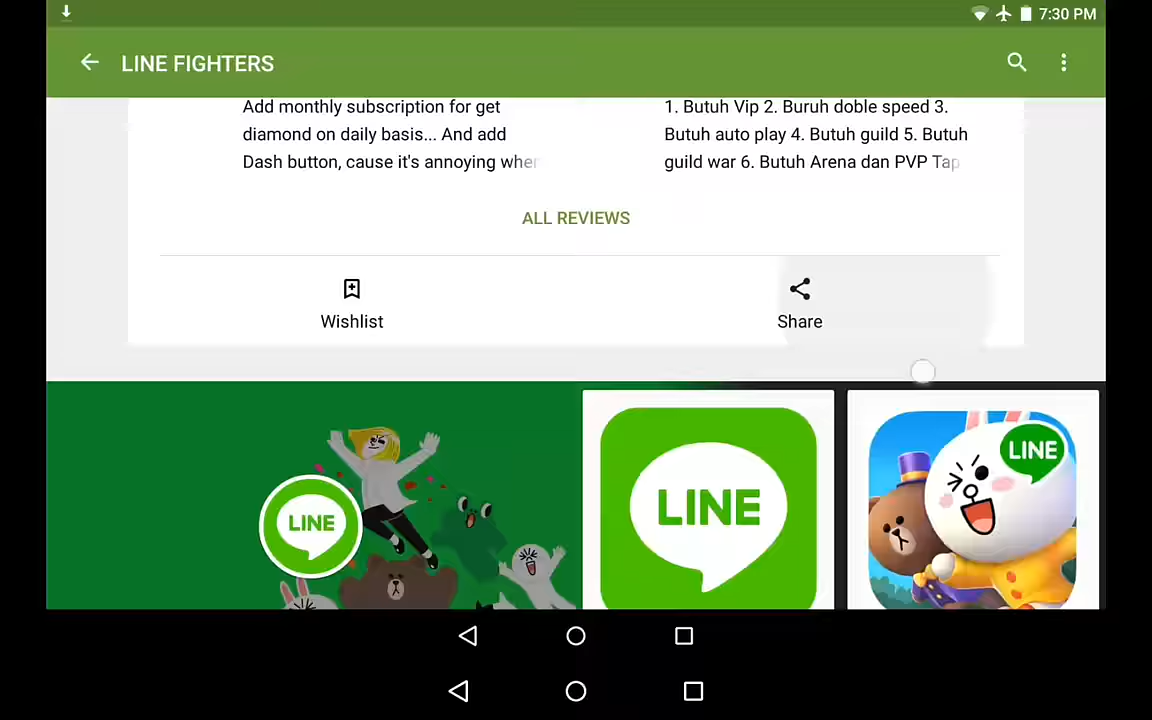 7:30 PM
LINE FIGHTERS
Add monthly subscription for get
diamond on daily basis... And add
Dash button, cause it's annoying when
1. Butuh Vip 2. Buruh doble speed 3.
Butuh auto play 4. Butuh guild 5. Butuh
guild war 6. Butuh Arena dan PVP Tap
ALL REVIEWS
Wishlist
Share
LINE
LINE
LINE